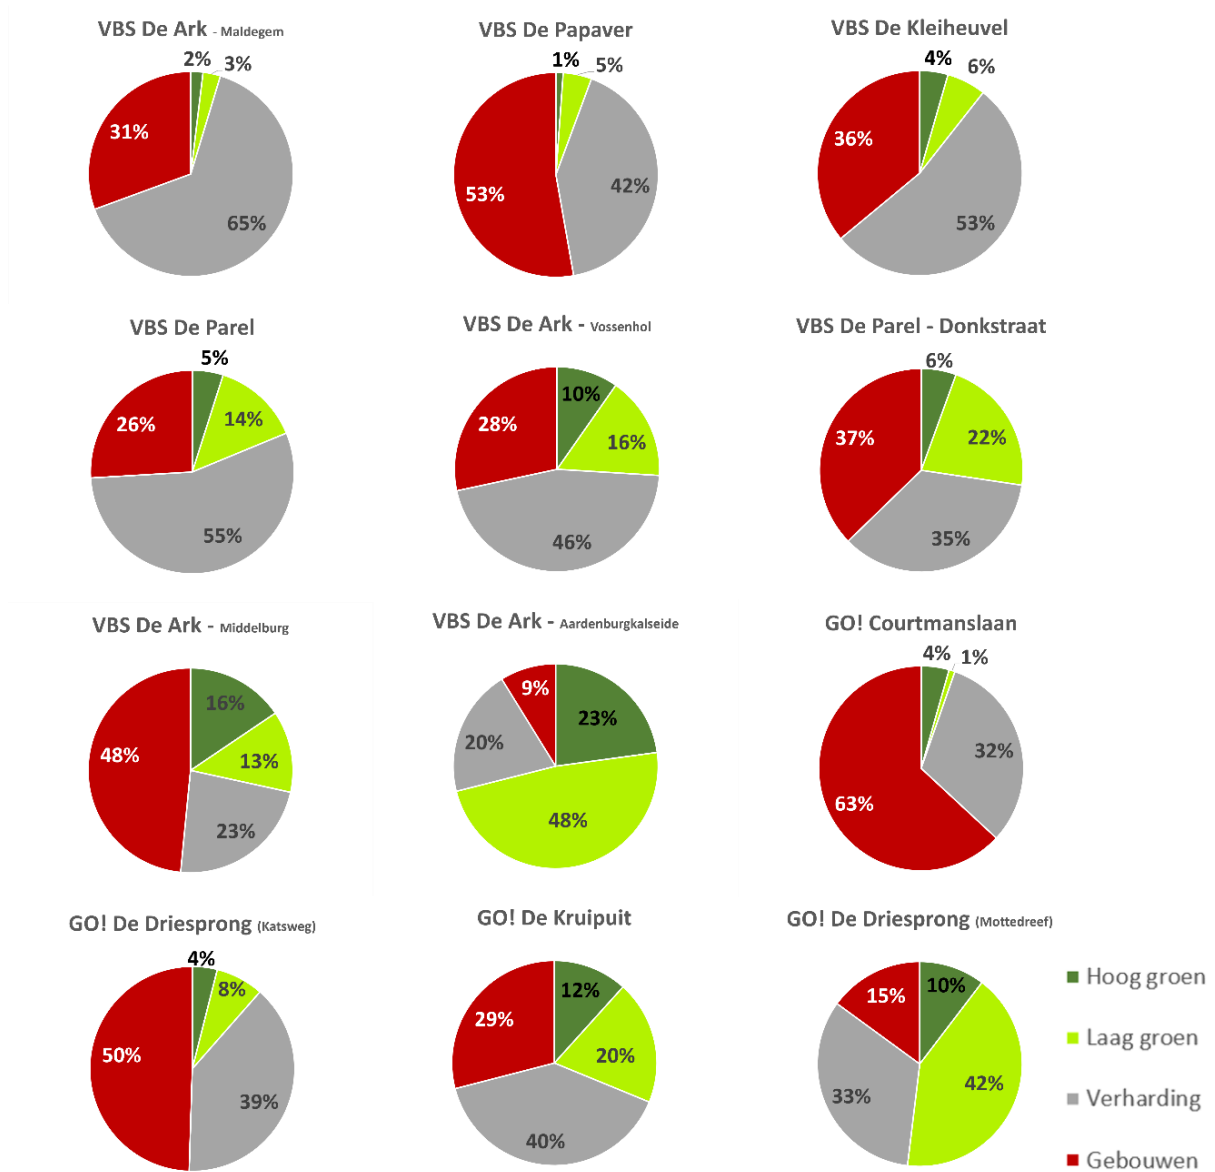 VBS De Ark - Maldegem
2% 3%
31%
65%
VBS De Papaver
1% 5%
53%
42%
VBS De Kleiheuvel
4% 6%
36%
53%
VBS De Parel
5%
26%
14%
55%
VBS De Ark - Vossenhol
10%
28%
16%
46%
VBS De Parel - Donkstraat
6%
37%
22%
35%
VBS De Ark - Middelburg
16%
48%
13%
23%
VBS De Ark - Aardenburgkalseide
9%
23%
20%
48%
GO! Courtmanslaan
4% 1%
32%
63%
GO! De Driesprong (Katsweg)
4%
8%
50%
39%
GO! De Kruipuit
12%
29%
20%
40%
GO! De Driesprong (Mottedreef)
10%
15%
42%
33%
Hoog groen
Laag groen
Verharding
Gebouwen